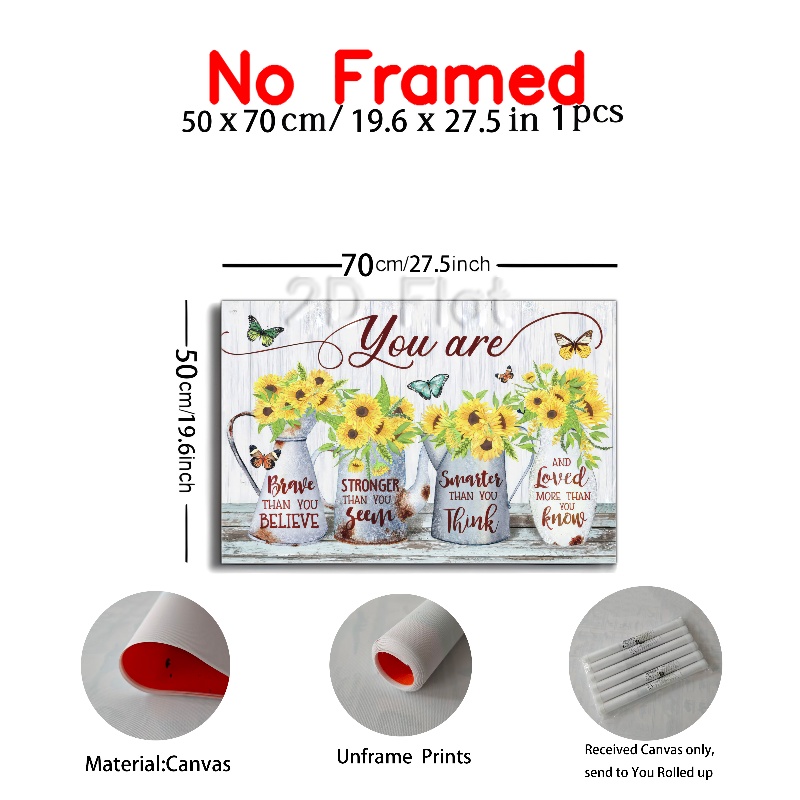 No Framed
50 x 70 cm/ 19.6 x 27.5 in 1pcs
70cm/27.5inch
2D Flat
50cm/19.6inch
You are
Brave
THAN YOU
BELIEVE
STRONGER
THAN YOU
Seem
Smarter
THAN YOU
Think
AND
Loved
MORE THAN
YOU
know
Material:Canvas
Unframe Prints
Received Canvas only,
send to You Rolled up